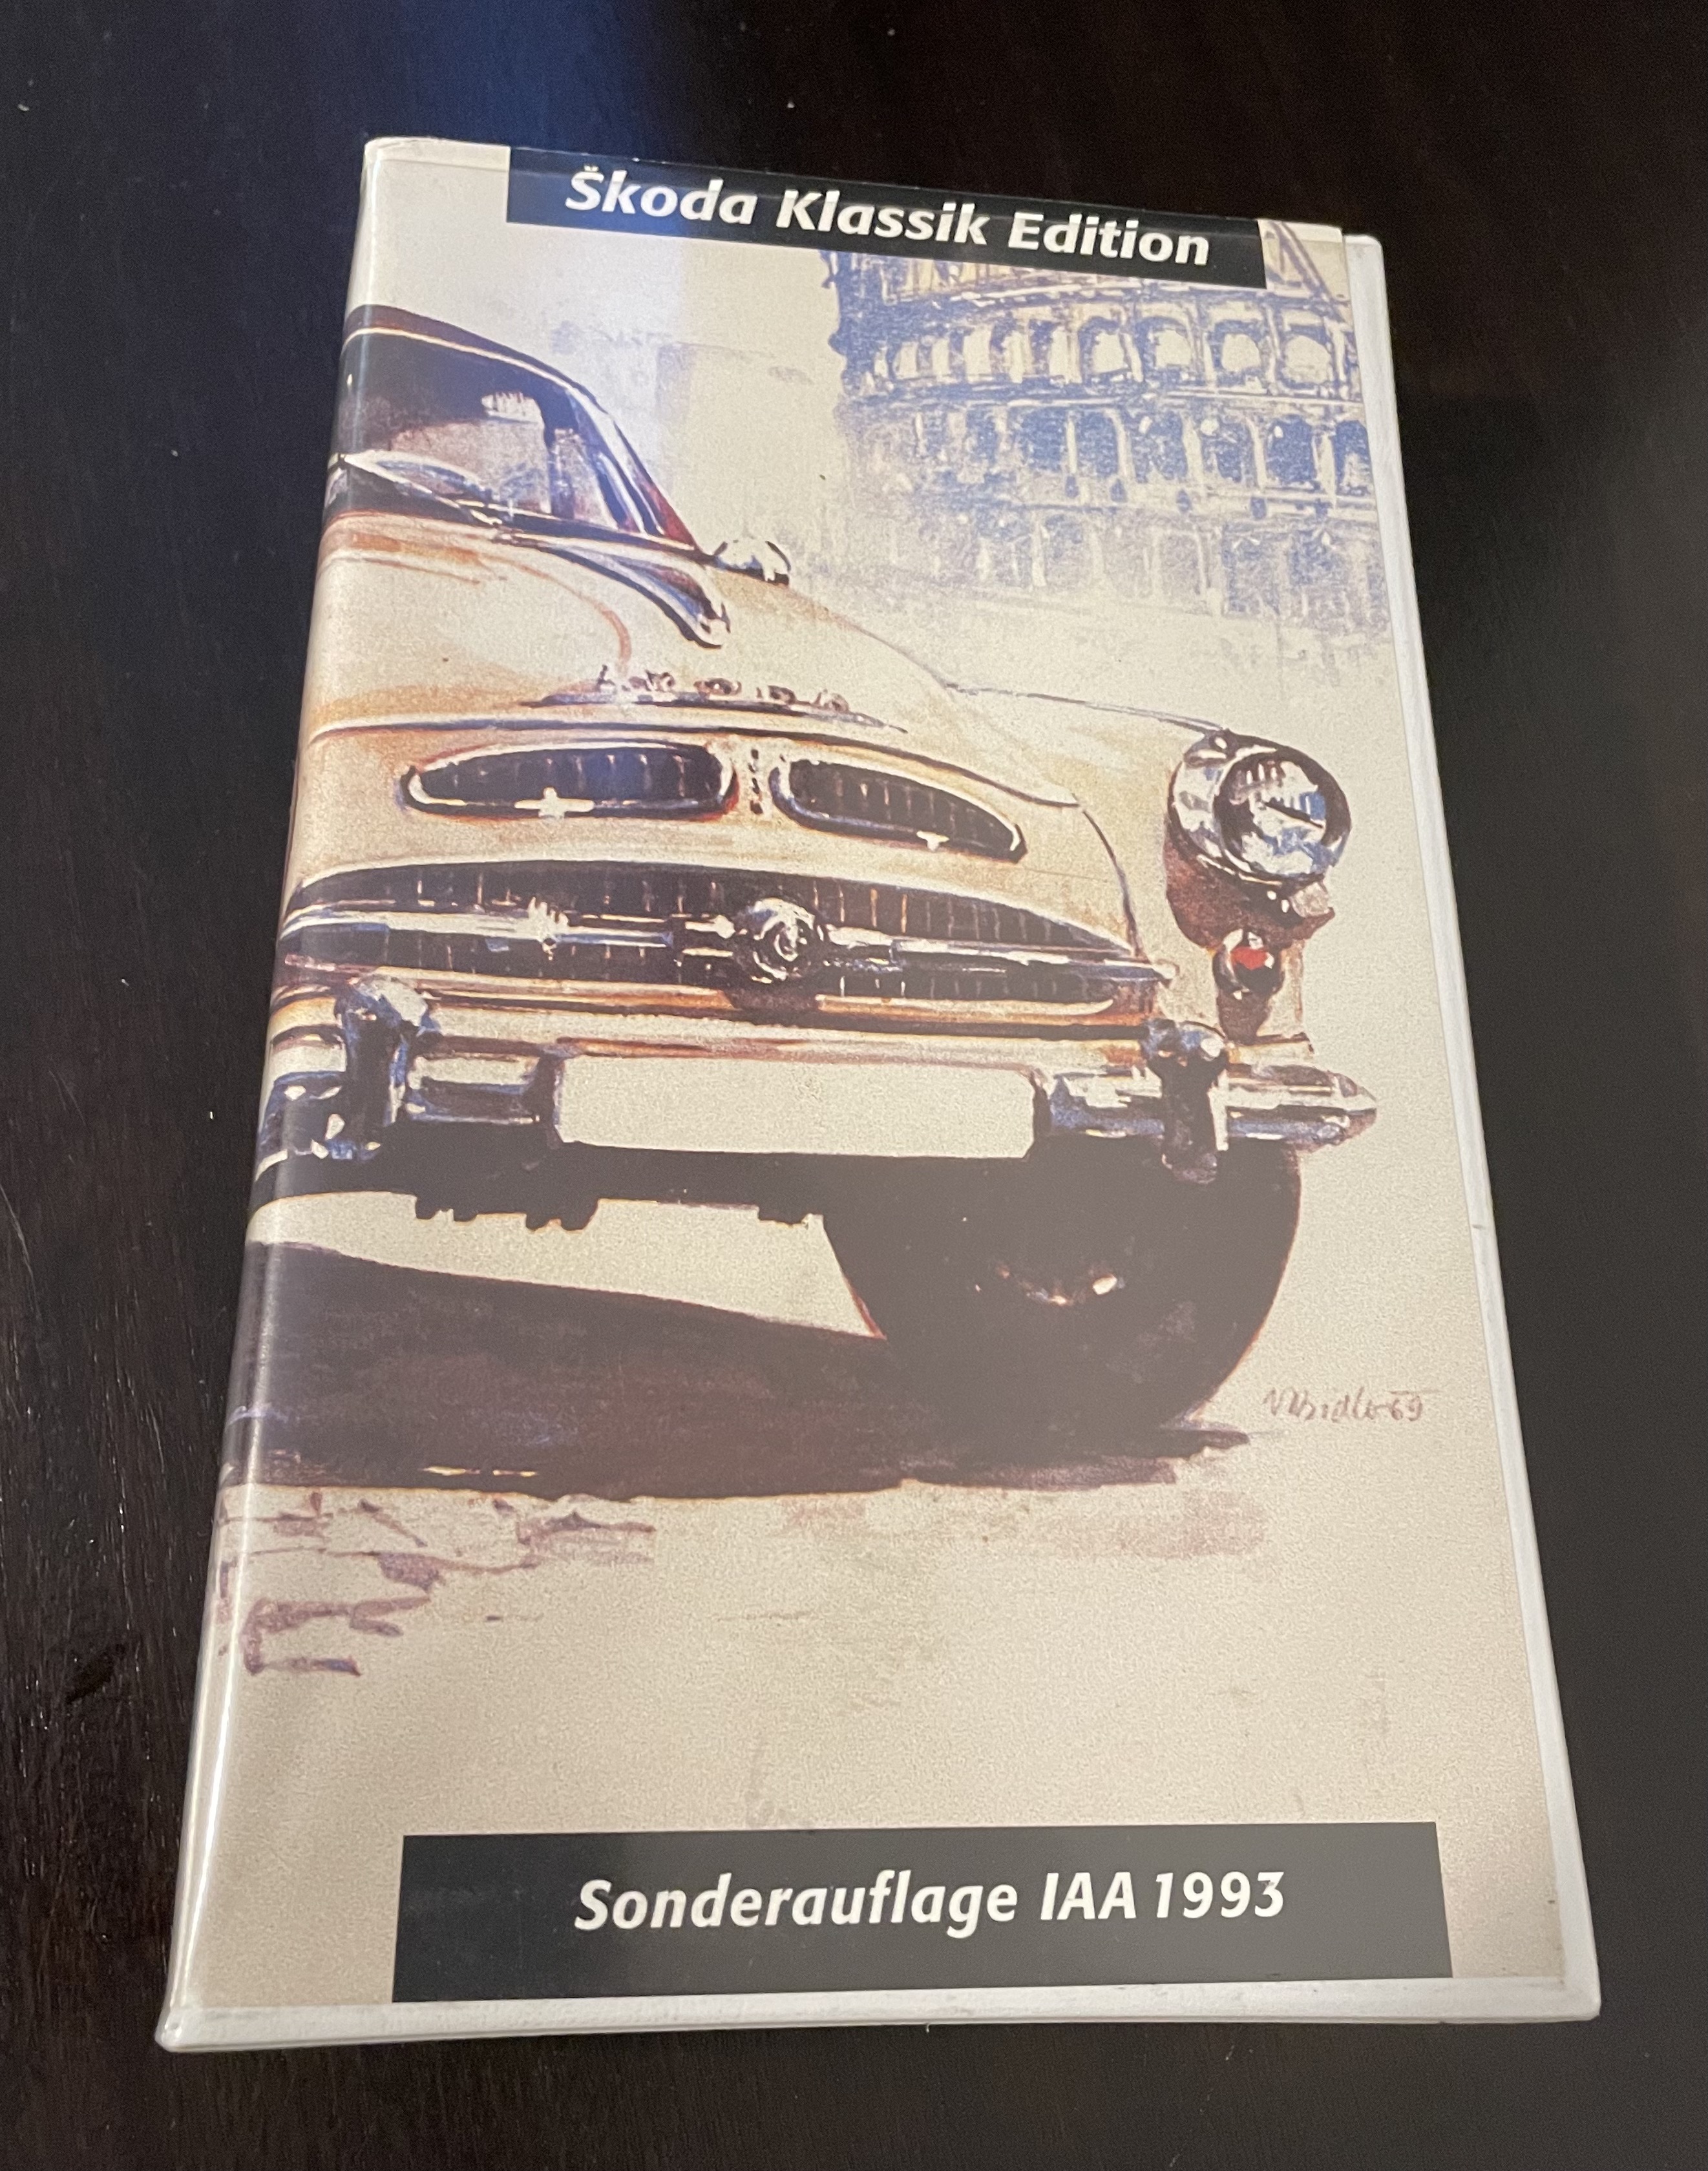 Škoda Klassik Edition
Sonderauflage IAA 1993